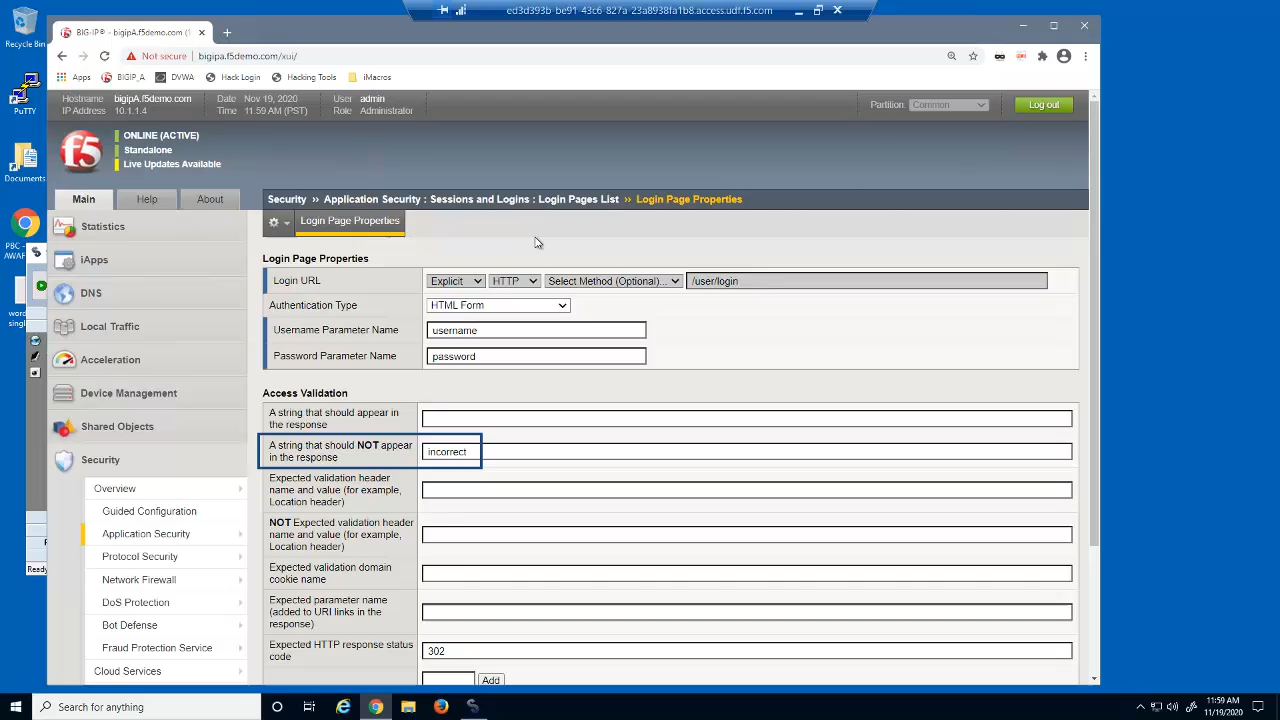 ed3d393b-be91-43c6-827a-23a8938fa1b8.access.udf.f5.com
Recycle Bin
PuTTY
Documents
PBC -
AWAF
word
singl
Ready
BIG-IP® - bigipA.f5demo.com (1
Not secure
bigipa.f5demo.com/xui/
Apps
BIGIP_A
DVWA
Hack Login
Hacking Tools
iMacros
Hostname bigipA.f5demo.com
IP Address 10.1.1.4
Date Nov 19, 2020
Time 11:59 AM (PST)
User admin
Role Administrator
Partition: Common
Log out
f5
ONLINE (ACTIVE)
Standalone
Live Updates Available
Main
Help
About
Security ›› Application Security : Sessions and Logins : Login Pages List ›› Login Page Properties
Login Page Properties
Statistics
iApps
DNS
Local Traffic
Acceleration
Device Management
Shared Objects
Security
Overview
Guided Configuration
Application Security
Protocol Security
Network Firewall
DoS Protection
Bot Defense
Fraud Protection Service
Cloud Services
Login Page Properties
Login URL
Explicit
HTTP
Select Method (Optional)...
/user/login
Authentication Type
HTML Form
Username Parameter Name
username
Password Parameter Name
password
Access Validation
A string that should appear in
the response
A string that should NOT appear
in the response
incorrect
Expected validation header
name and value (for example,
Location header)
NOT Expected validation header
name and value (for example,
Location header)
Expected validation domain
cookie name
Expected parameter name
(added to URI links in the
response)
Expected HTTP response status
code
302
Add
Search for anything
11:59 AM
11/19/2020